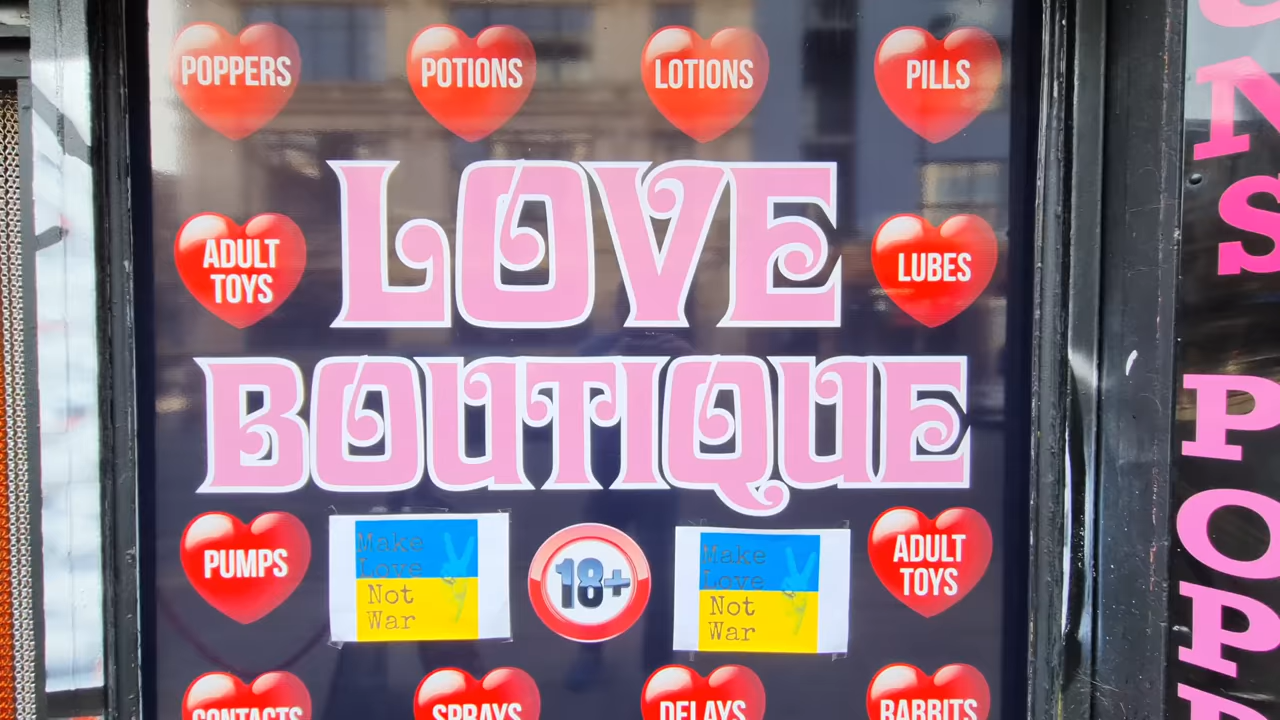 POPPERS
POTIONS
LOTIONS
PILLS
LOVE
ADULT
TOYS
LUBES
BOUTIQUE
PUMPS
Make
Love
Not
War
18+
Make
Love
Not
War
ADULT
TOYS
CONTACTS
SPRAYS
DELAYS
RABBITS
N
S
P
O
P